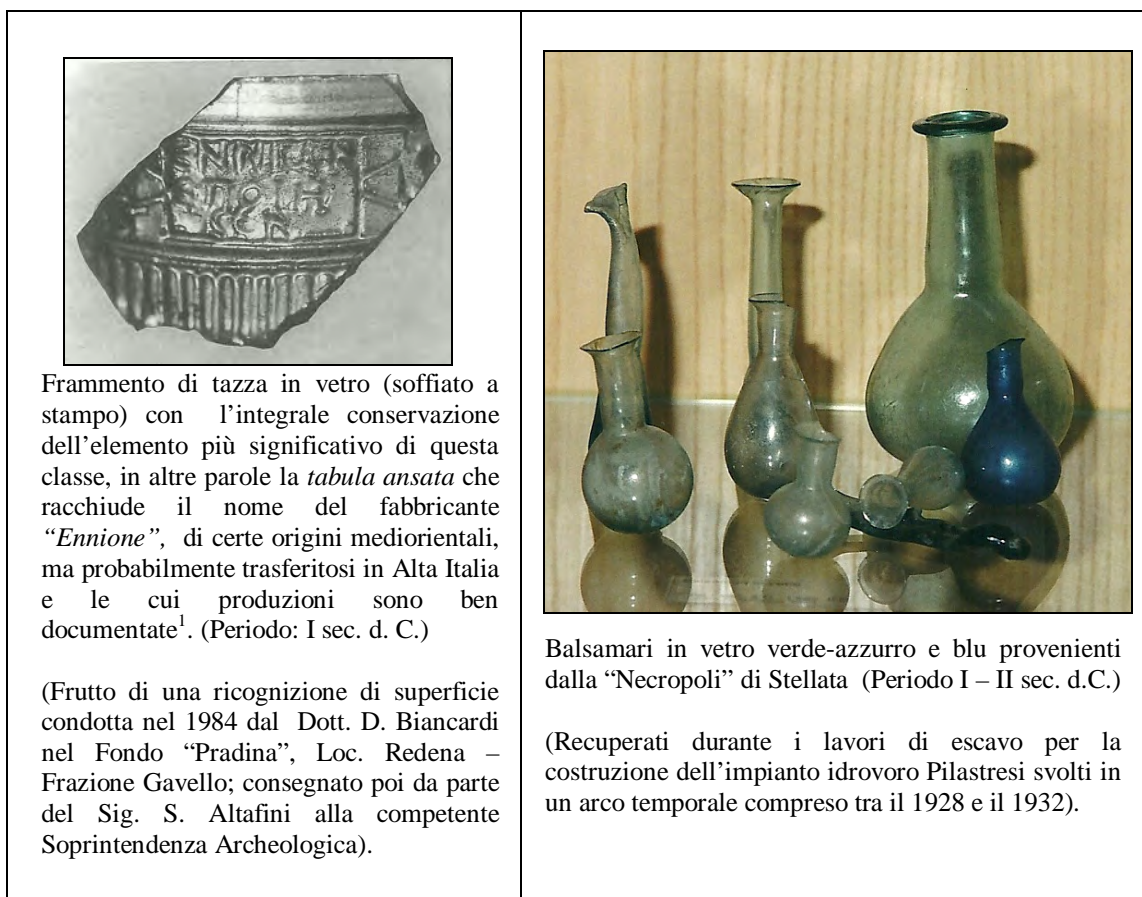 ΕΝΝΙΩΝ
ΕΠΟΙΗ
CΕΝ
Frammento di tazza in vetro (soffiato a
stampo) con l’integrale conservazione
dell’elemento più significativo di questa
classe, in altre parole la tabula ansata che
racchiude il nome del fabbricante
“Ennione”, di certe origini mediorientali,
ma probabilmente trasferitosi in Alta Italia
e le cui produzioni sono ben
documentate¹. (Periodo: I sec. d. C.)
(Frutto di una ricognizione di superficie
condotta nel 1984 dal Dott. D. Biancardi
nel Fondo “Pradina”, Loc. Redena –
Frazione Gavello; consegnato poi da parte
del Sig. S. Altafini alla competente
Soprintendenza Archeologica).
Balsamari in vetro verde-azzurro e blu provenienti
dalla “Necropoli” di Stellata (Periodo I – II sec. d.C.)
(Recuperati durante i lavori di escavo per la
costruzione dell’impianto idrovoro Pilastresi svolti in
un arco temporale compreso tra il 1928 e il 1932).